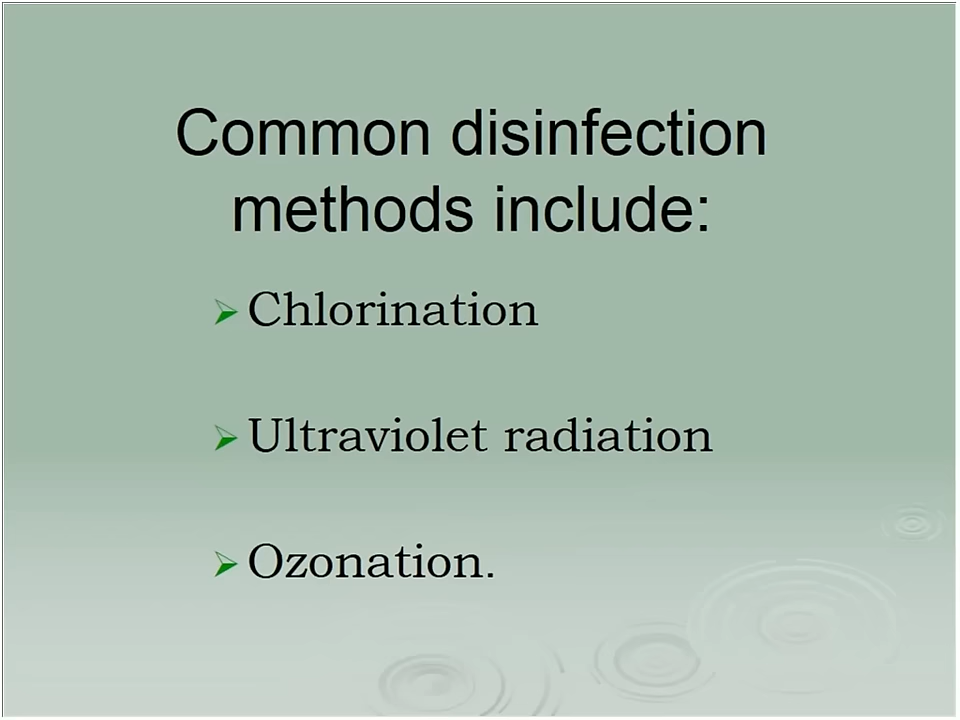 Common disinfection
methods include:
Chlorination
Ultraviolet radiation
Ozonation.